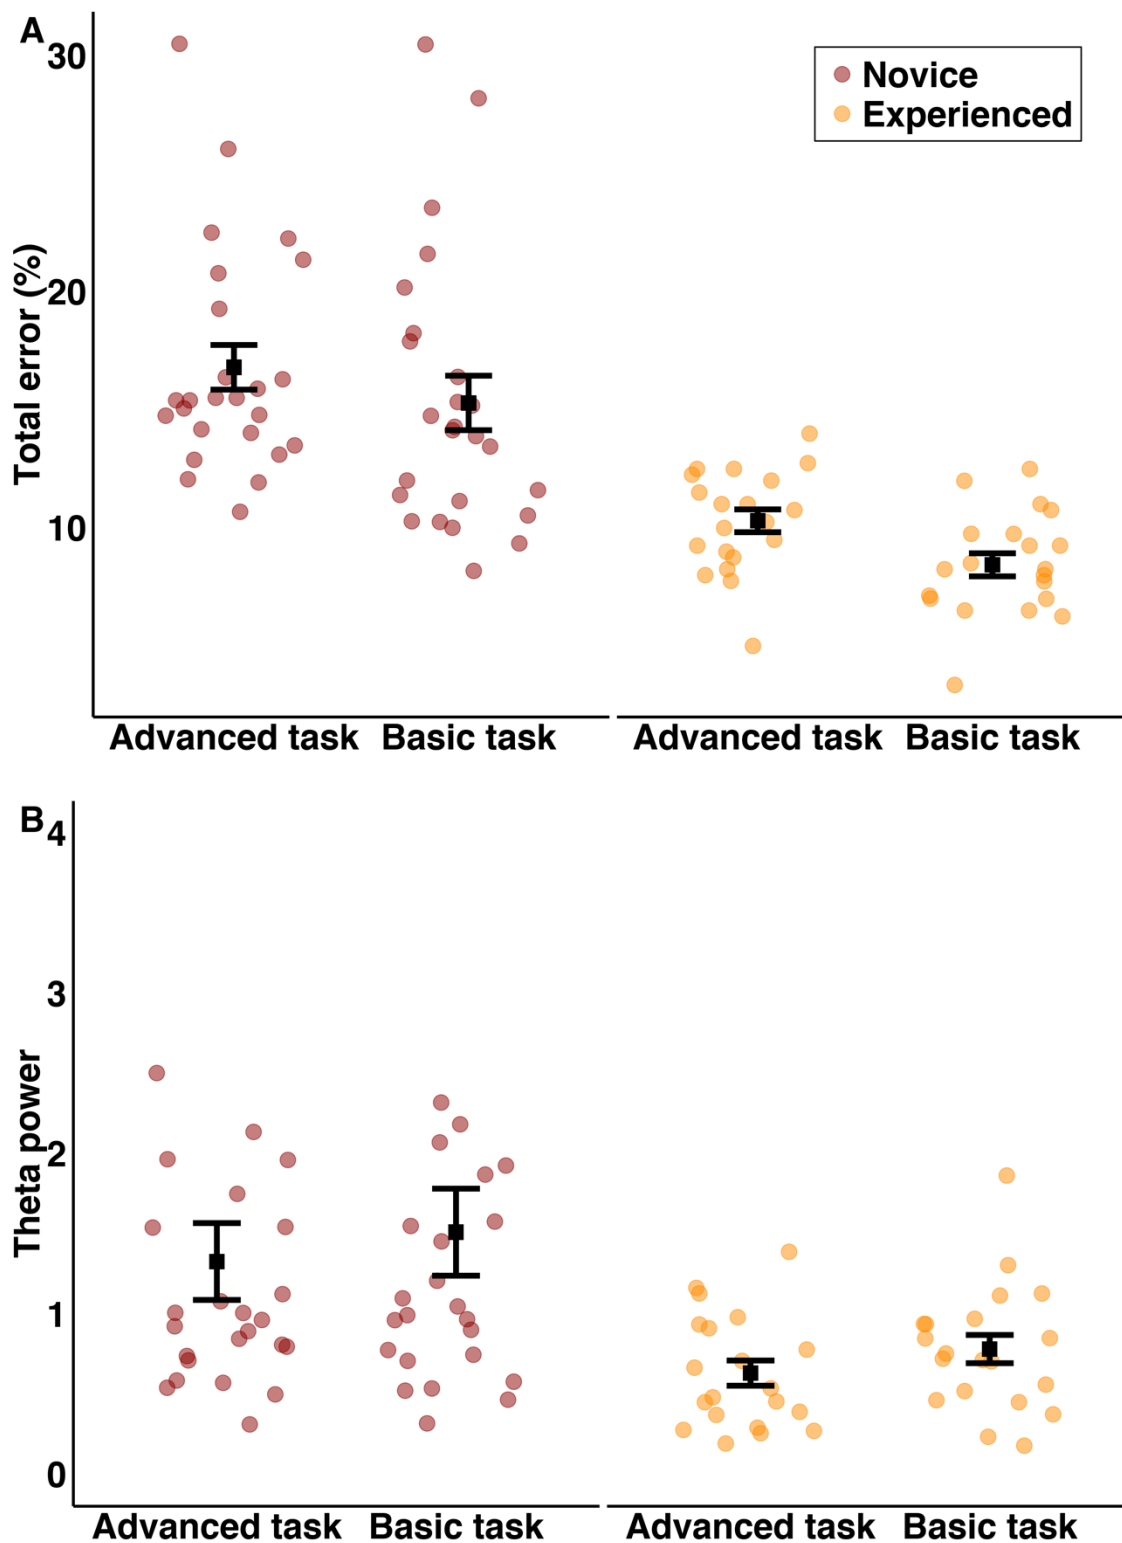 A
30
20
10
Total error (%)
Novice
Experienced
Advanced task Basic task Advanced task Basic task
B
4
3
2
1
0
Theta power
Advanced task Basic task Advanced task Basic task